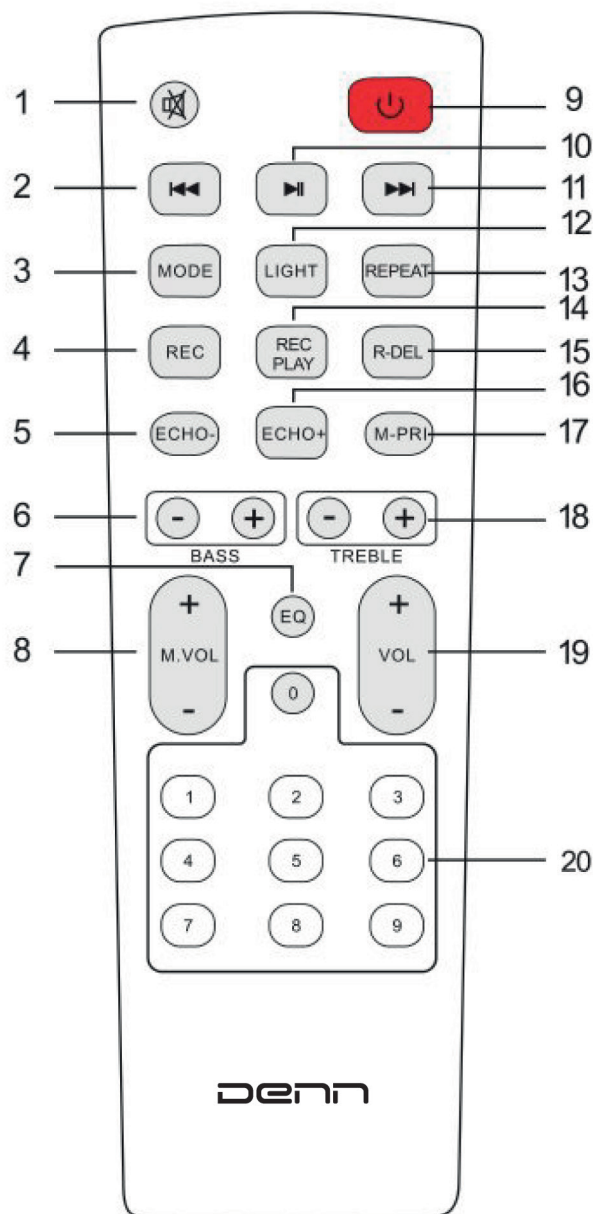 1
9
10
2
11
12
3
MODE
LIGHT
REPEAT
13
14
4
REC
REC
PLAY
R-DEL
15
16
5
ECHO-
ECHO+
M-PRI
17
6
-
+
-
+
18
BASS
TREBLE
7
+
EQ
+
8
M.VOL
VOL
19
-
0
-
1
2
3
4
5
6
20
7
8
9
DENN